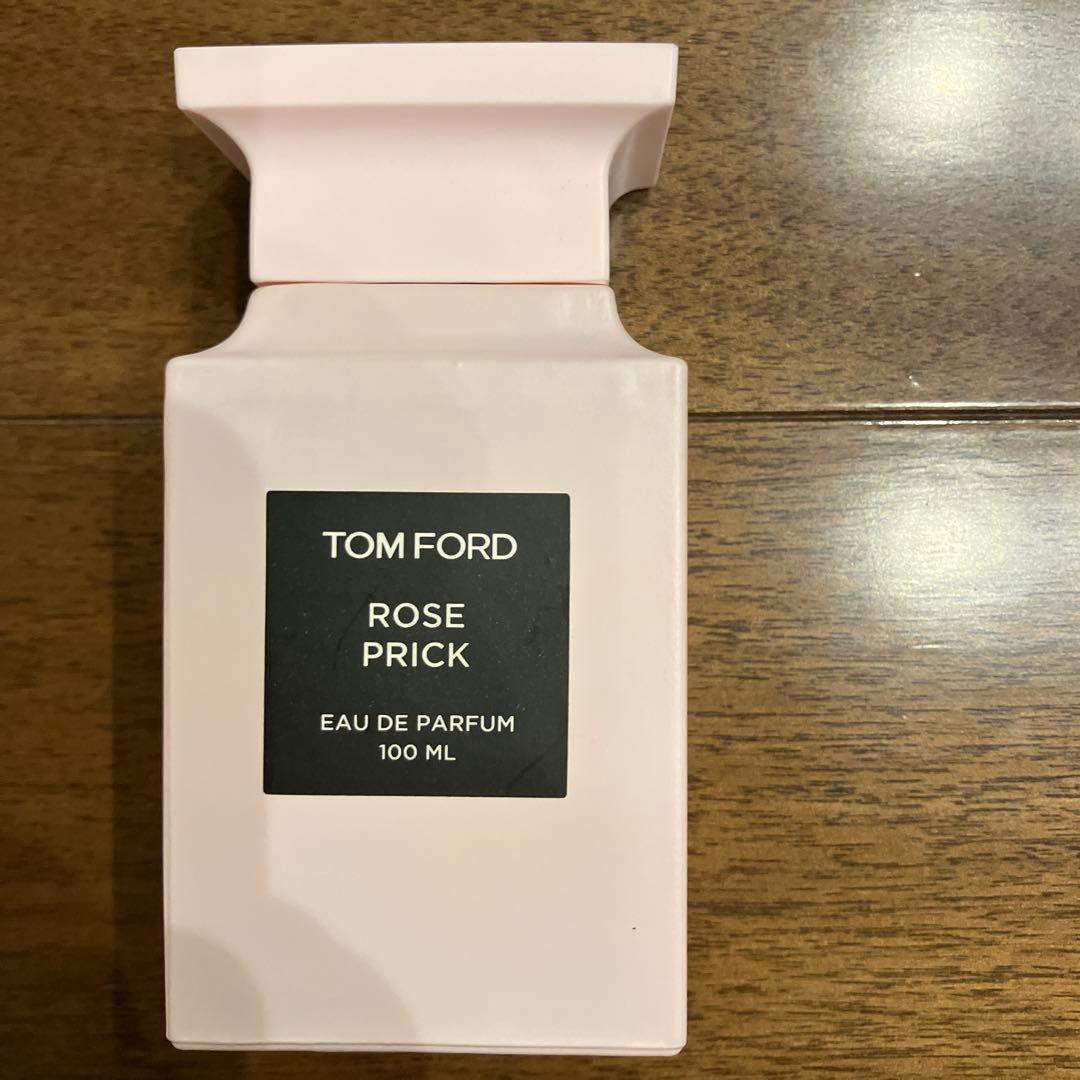 TOM FORD
ROSE
PRICK
EAU DE PARFUM
100 ML